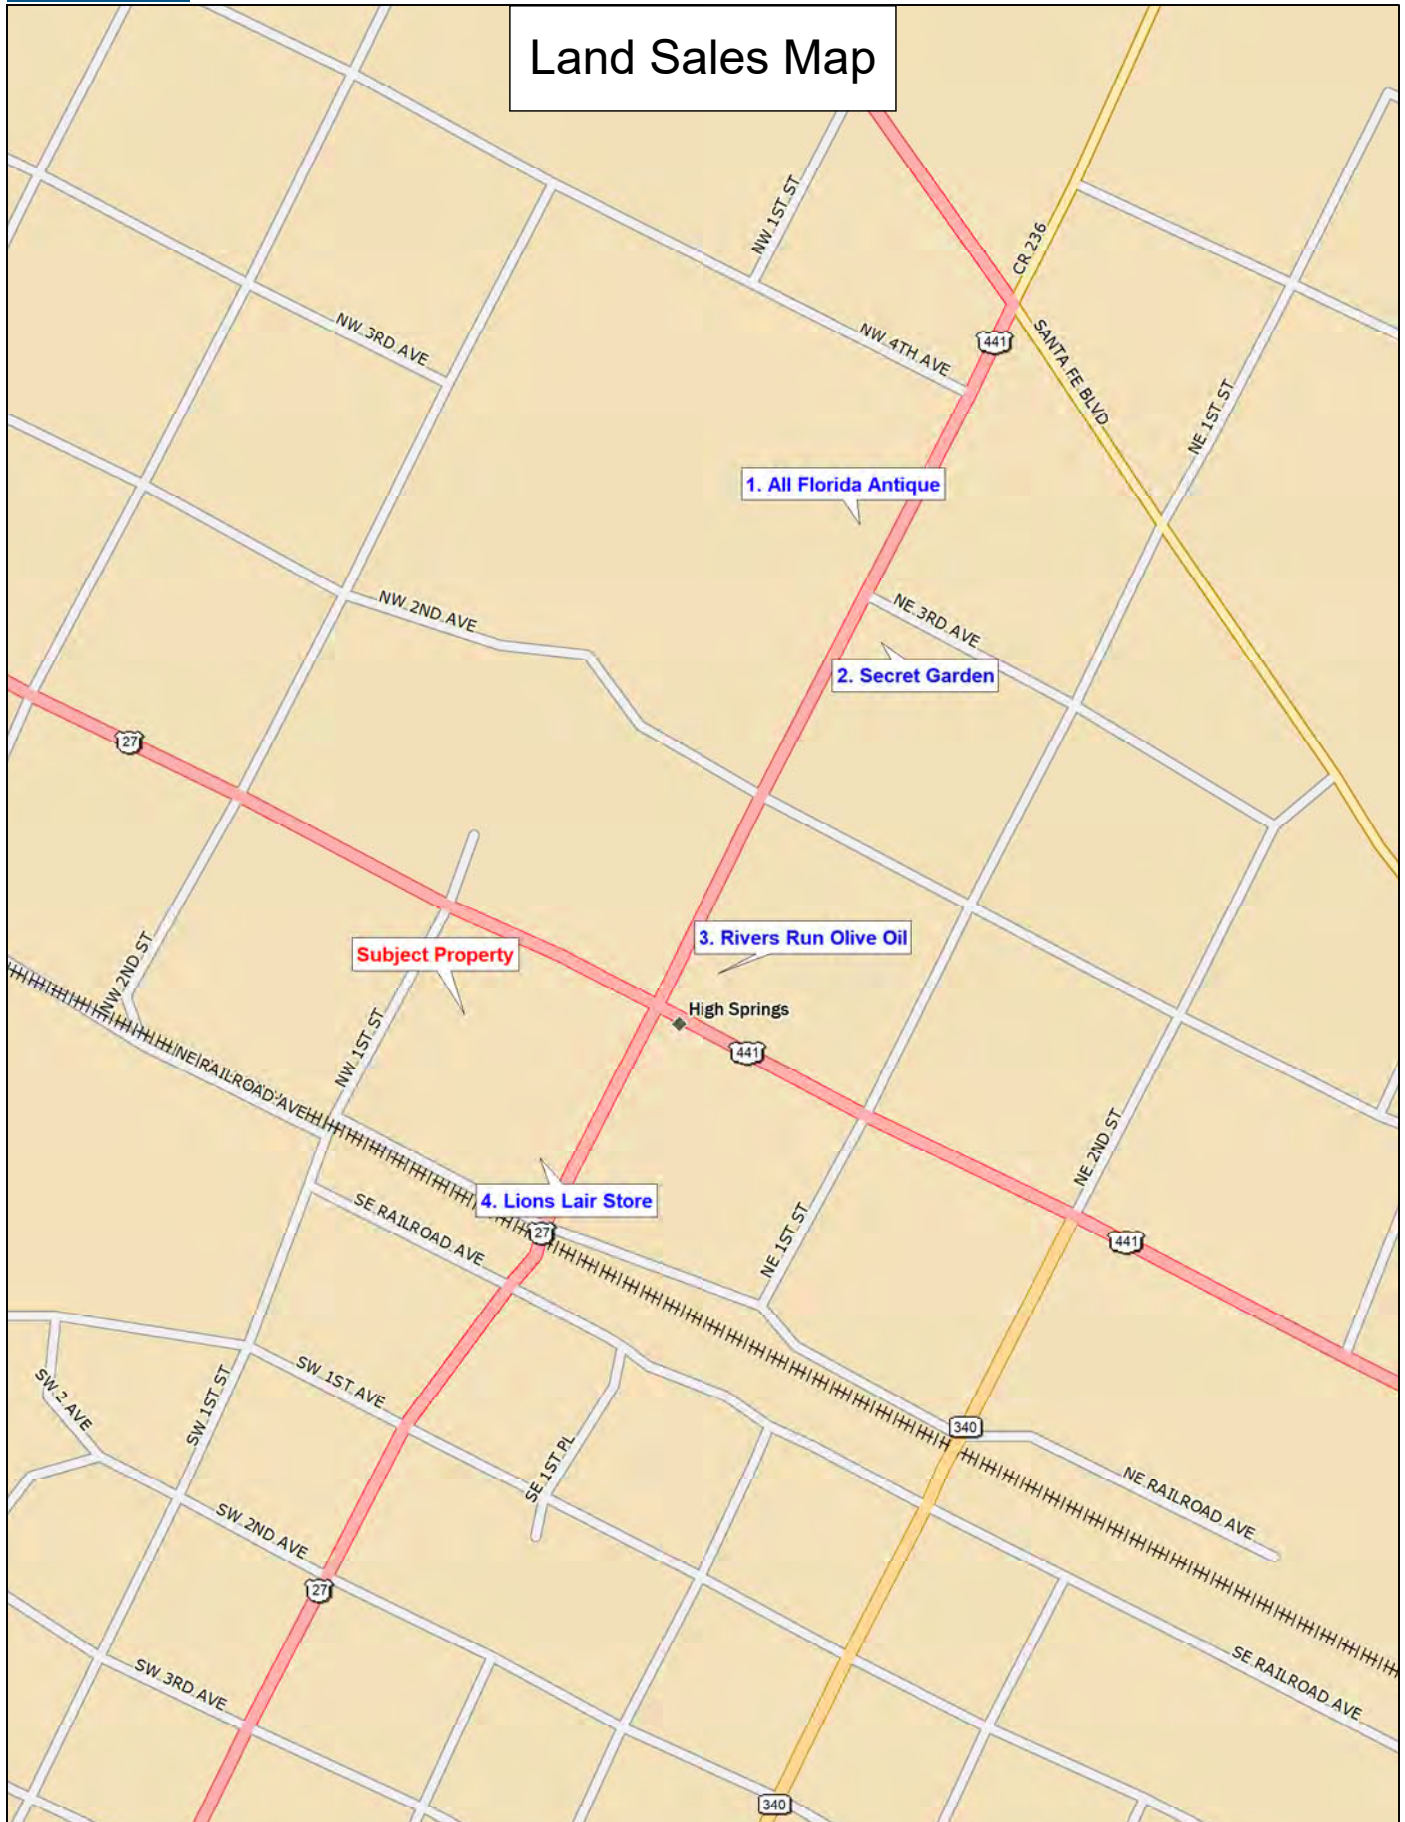 Land Sales Map
NW 1ST ST
CR 236
NW 3RD AVE
NW 4TH AVE
441
SANTA FE BLVD
NE 1ST ST
1. All Florida Antique
NW 2ND AVE
NE 3RD AVE
2. Secret Garden
27
3. Rivers Run Olive Oil
Subject Property
NW 2ND ST
High Springs
NW 1ST ST
441
NE RAILROAD AVE
NE 2ND ST
4. Lions Lair Store
SE RAILROAD AVE
27
NE 1ST ST
441
SW 1ST AVE
SW 2 AVE
SW 1ST ST
340
SE 1ST PL
NE RAILROAD AVE
SW 2ND AVE
27
SW 3RD AVE
SE RAILROAD AVE
340